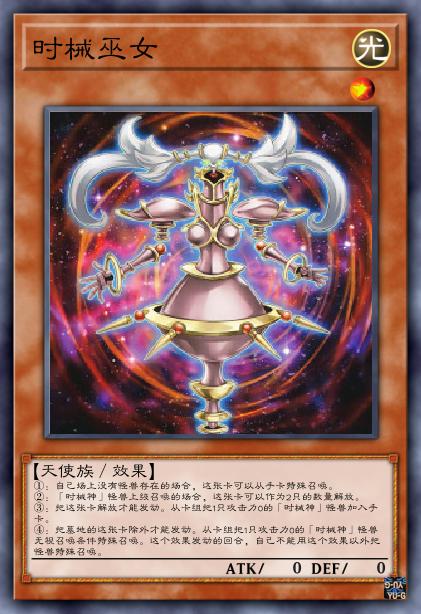 时械巫女
光
【天使族／效果】
①：自己场上没有怪兽存在的场合，这张卡可以从手卡特殊召唤。
②：「时械神」怪兽上级召唤的场合，这张卡可以作为2只的数量解放。
③：把这张卡解放才能发动。从卡组把1只攻击力0的「时械神」怪兽加入手
卡。
④：把墓地的这张卡除外才能发动。从卡组把1只攻击力0的「时械神」怪兽
无视召唤条件特殊召唤。这个效果发动的回合，自己不能用这个效果以外把
怪兽特殊召唤。
ATK/ 0 DEF/ 0